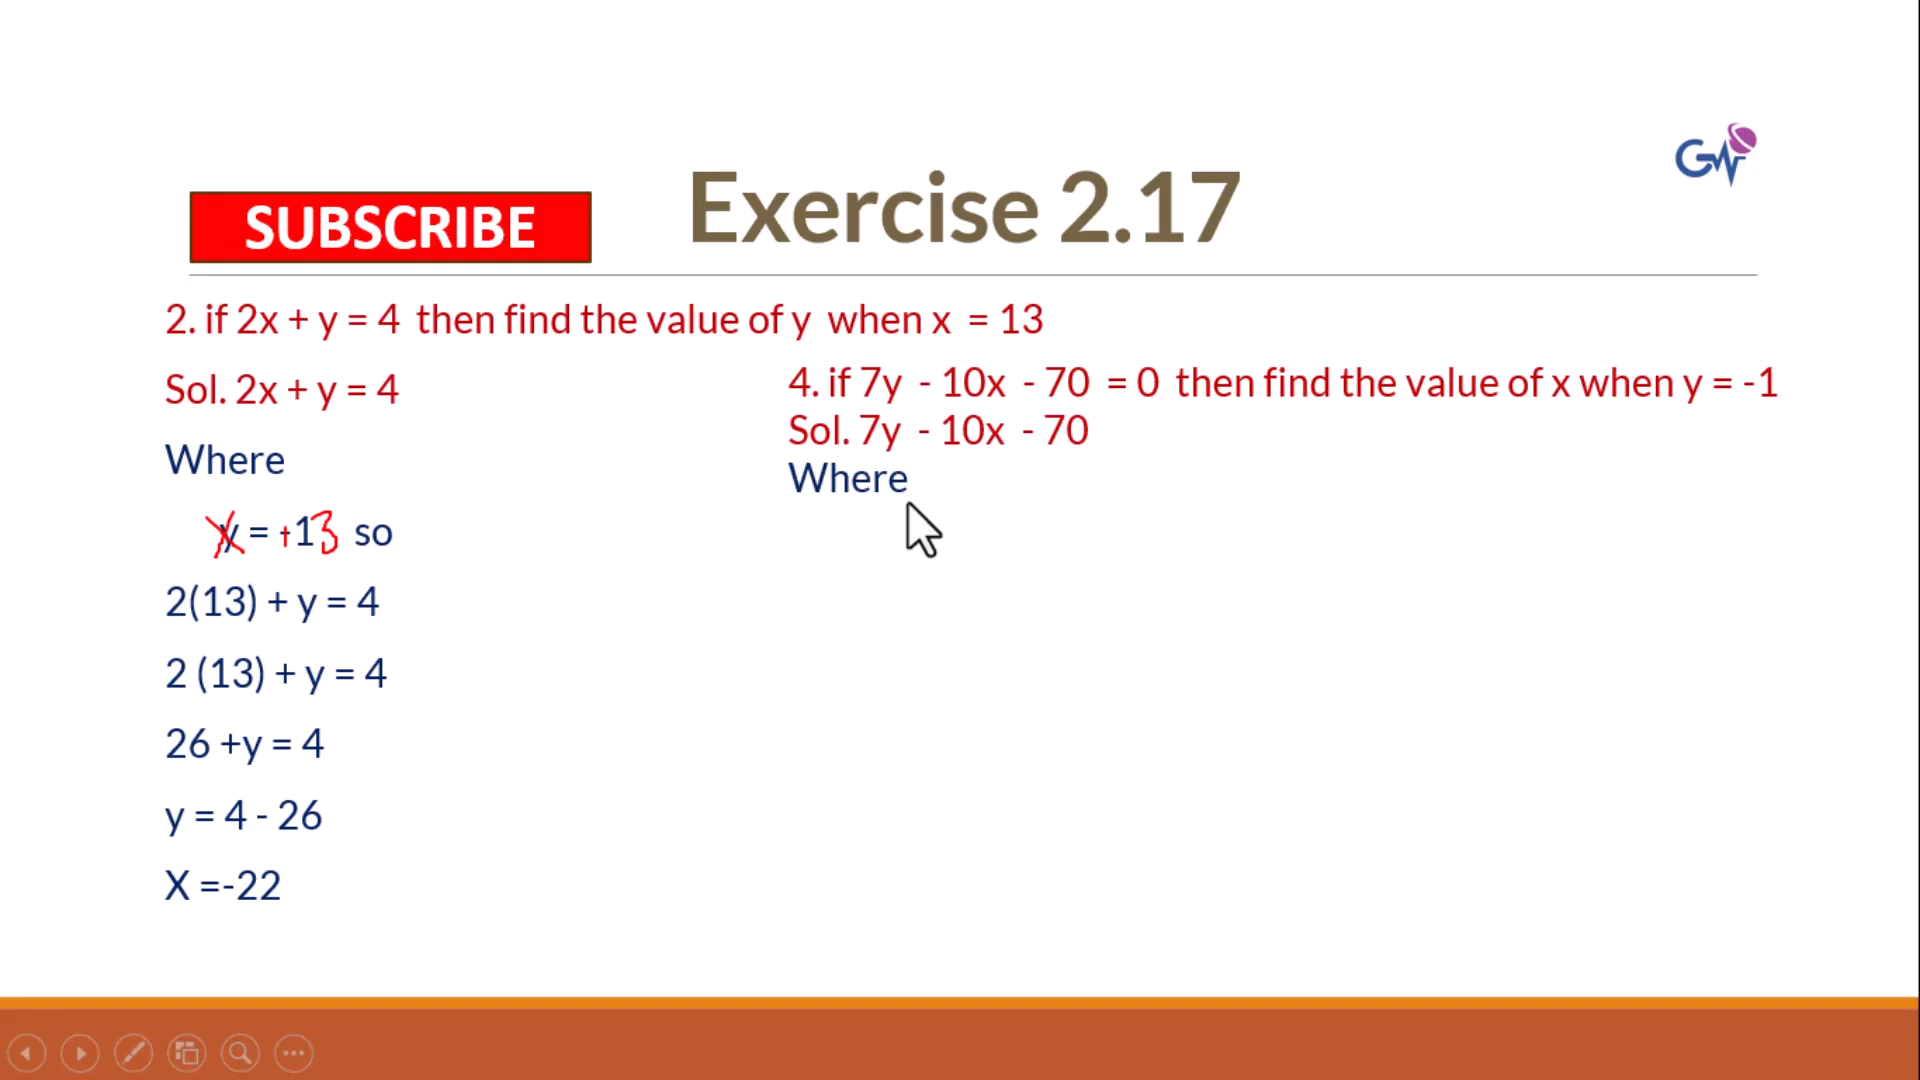 GW
SUBSCRIBE
Exercise 2.17
2. if 2x + y = 4 then find the value of y when x = 13
Sol. 2x + y = 4
Where
x = +13 so
2(13) + y = 4
2 (13) + y = 4
26 +y = 4
y = 4 - 26
X =-22
4. if 7y - 10x - 70 = 0 then find the value of x when y = -1
Sol. 7y - 10x - 70
Where